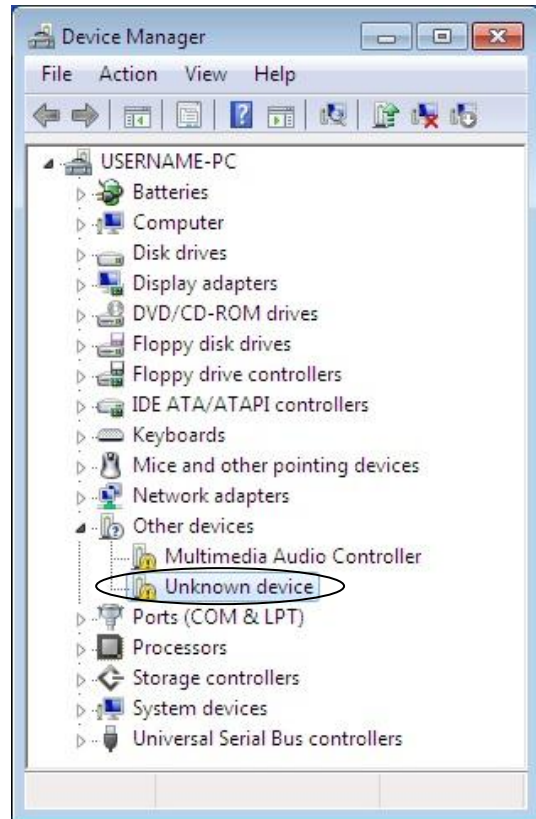 Device Manager
File Action View Help
USERNAME-PC
Batteries
Computer
Disk drives
Display adapters
DVD/CD-ROM drives
Floppy disk drives
Floppy drive controllers
IDE ATA/ATAPI controllers
Keyboards
Mice and other pointing devices
Network adapters
Other devices
Multimedia Audio Controller
Unknown device
Ports (COM & LPT)
Processors
Storage controllers
System devices
Universal Serial Bus controllers